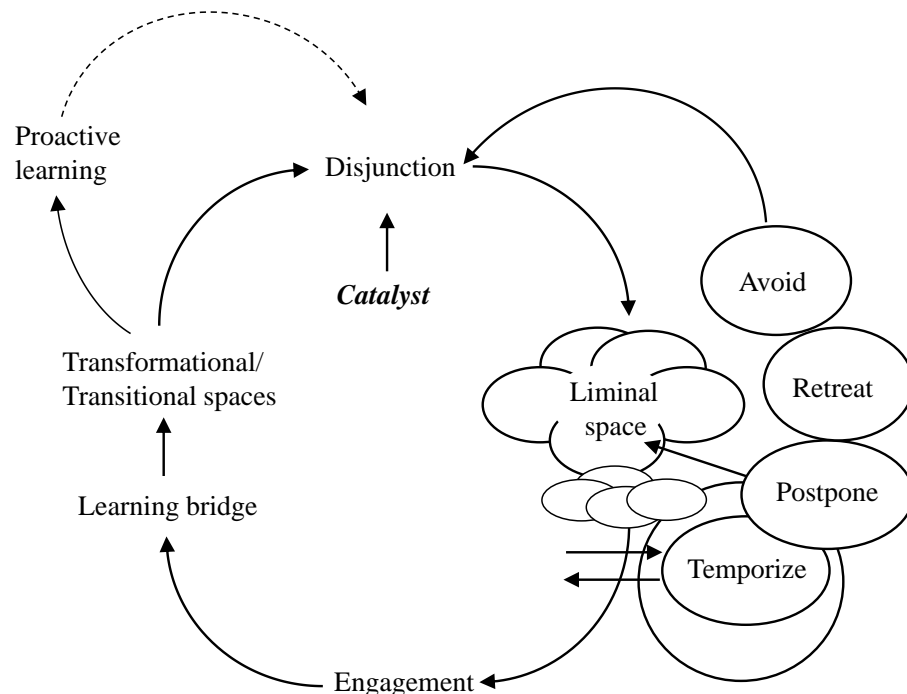 Proactive
learning
Disjunction
Catalyst
Avoid
Transformational/
Transitional spaces
Liminal
space
Retreat
Learning bridge
Postpone
Temporize
Engagement